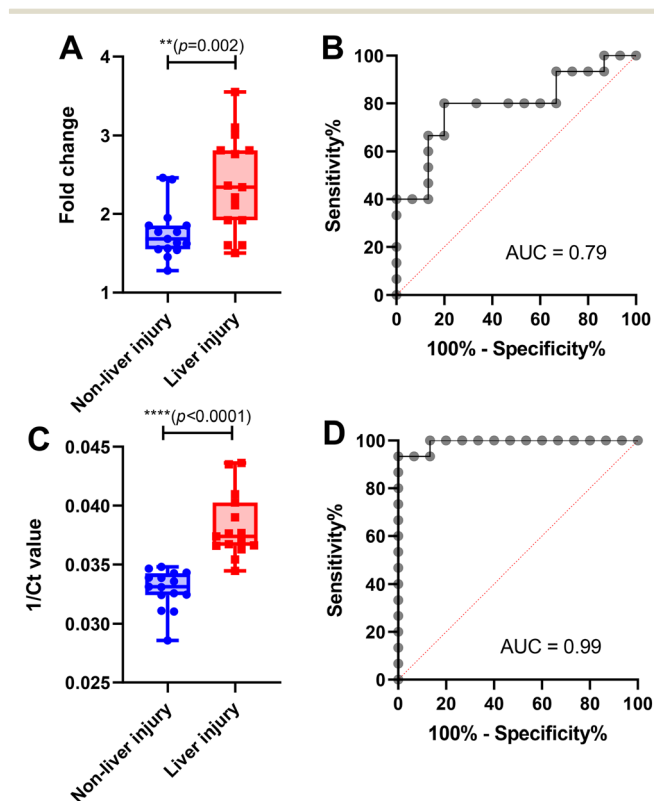 A
**(p=0.002)
4
3
2
1
Fold change
Non-liver injury
Liver injury
B
100
80
60
40
20
0
Sensitivity%
AUC = 0.79
0 20 40 60 80 100
100% - Specificity%
C
****(p<0.0001)
0.045
0.040
0.035
0.030
0.025
1/Ct value
Non-liver injury
Liver injury
D
100
80
60
40
20
0
Sensitivity%
AUC = 0.99
0 20 40 60 80 100
100% - Specificity%